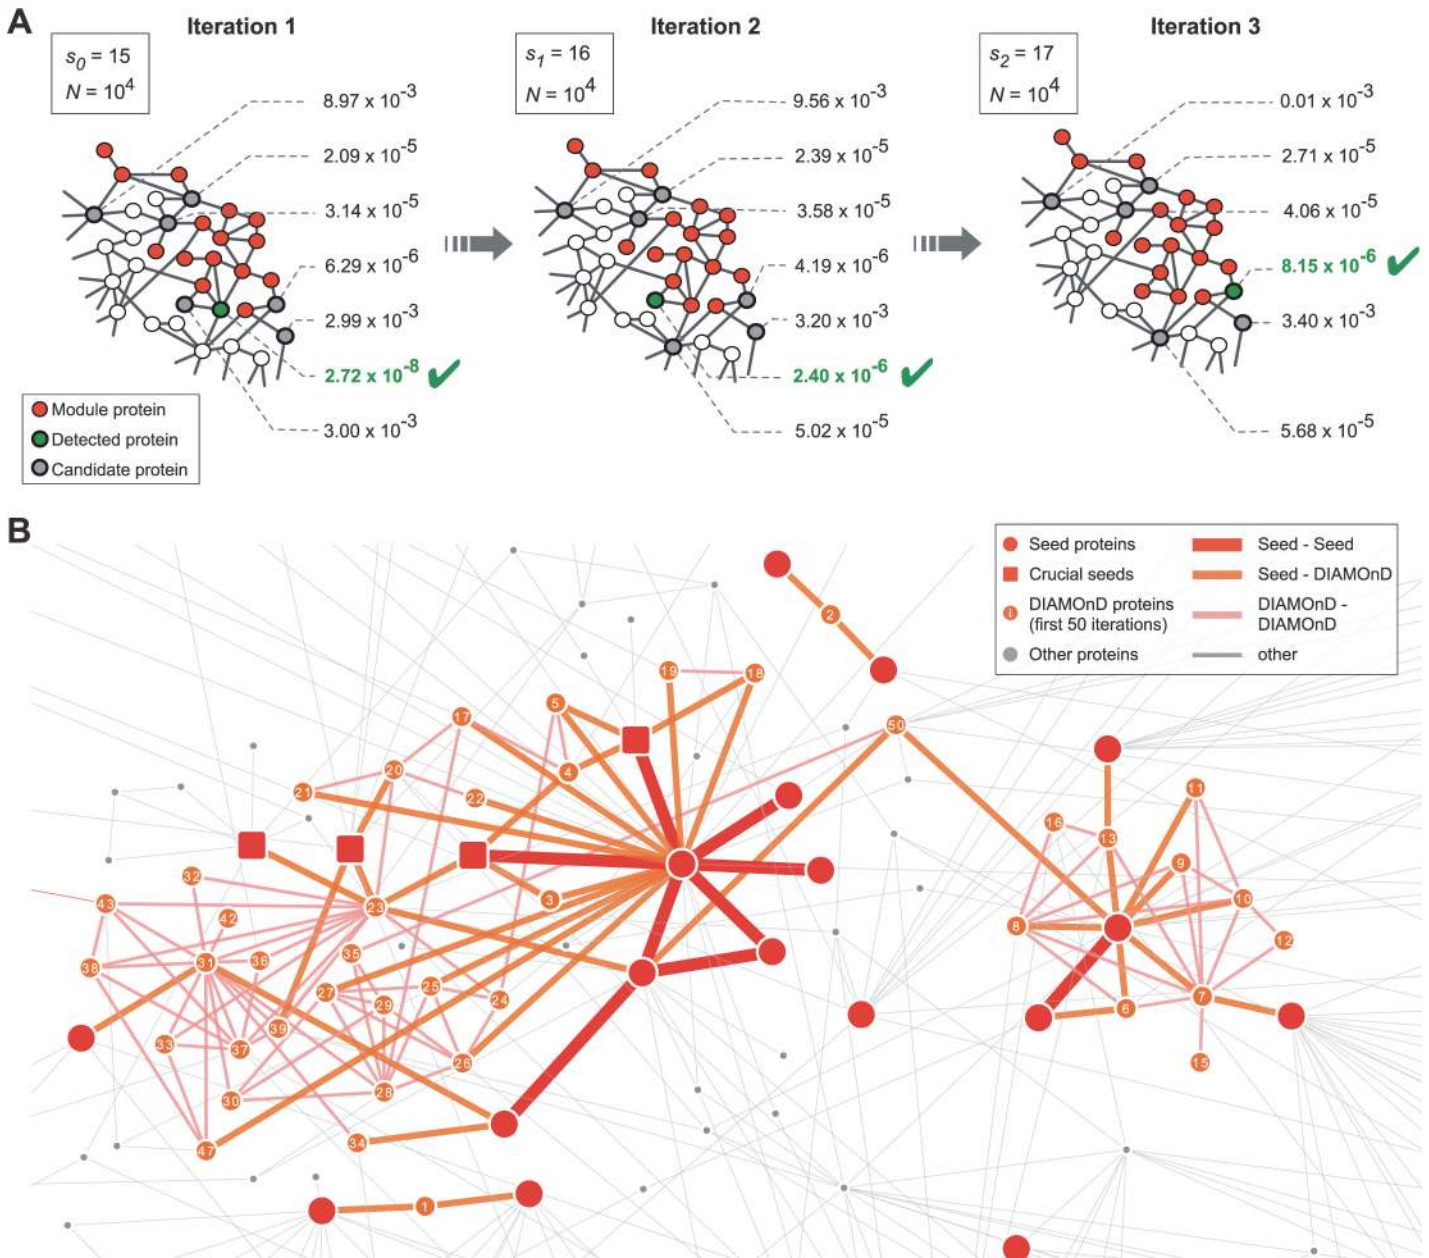 A
Iteration 1
Iteration 2
Iteration 3
s0 = 15
N = 10^4
s1 = 16
N = 10^4
s2 = 17
N = 10^4
8.97 x 10^-3
2.09 x 10^-5
3.14 x 10^-5
6.29 x 10^-6
2.99 x 10^-3
2.72 x 10^-8
3.00 x 10^-3
9.56 x 10^-3
2.39 x 10^-5
3.58 x 10^-5
4.19 x 10^-6
3.20 x 10^-3
2.40 x 10^-6
5.02 x 10^-5
0.01 x 10^-3
2.71 x 10^-5
4.06 x 10^-5
8.15 x 10^-6
3.40 x 10^-3
5.68 x 10^-5
Module protein
Detected protein
Candidate protein
B
Seed proteins
Crucial seeds
i DIAMOnD proteins
(first 50 iterations)
Other proteins
Seed - Seed
Seed - DIAMOnD
DIAMOnD -
DIAMOnD
other
2
19
18
5
17
50
20
4
21
22
11
16
13
9
32
3
10
43
23
42
8
12
35
31
36
38
27
25
24
29
7
6
39
33
37
26
15
28
30
34
47
1